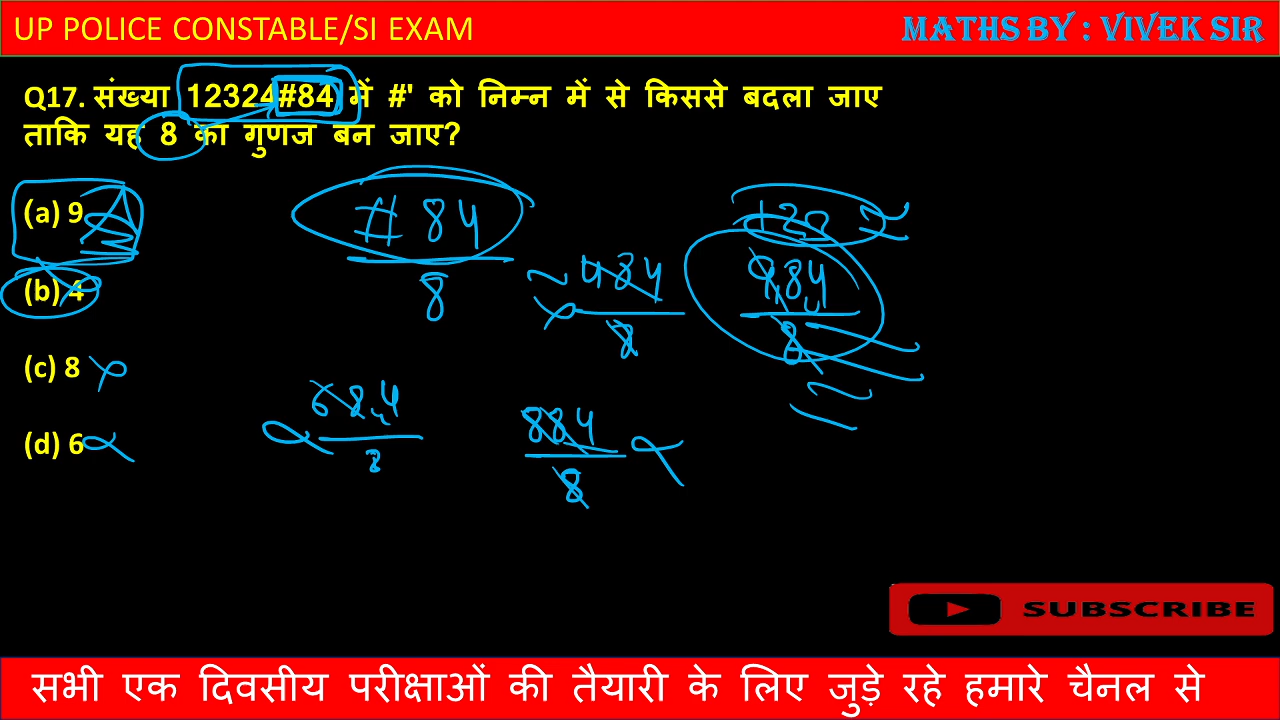 UP POLICE CONSTABLE/SI EXAM
MATHS BY : VIVEK SIR
Q17. संख्या 12324#84 में #' को निम्न में से किससे बदला जाए
ताकि यह 8 का गुणज बन जाए?
(a) 9
(b) 4
(c) 8
(d) 6
#84
8
484
8
123
984
8
684
8
884
8
SUBSCRIBE
सभी एक दिवसीय परीक्षाओं की तैयारी के लिए जुड़े रहे हमारे चैनल से